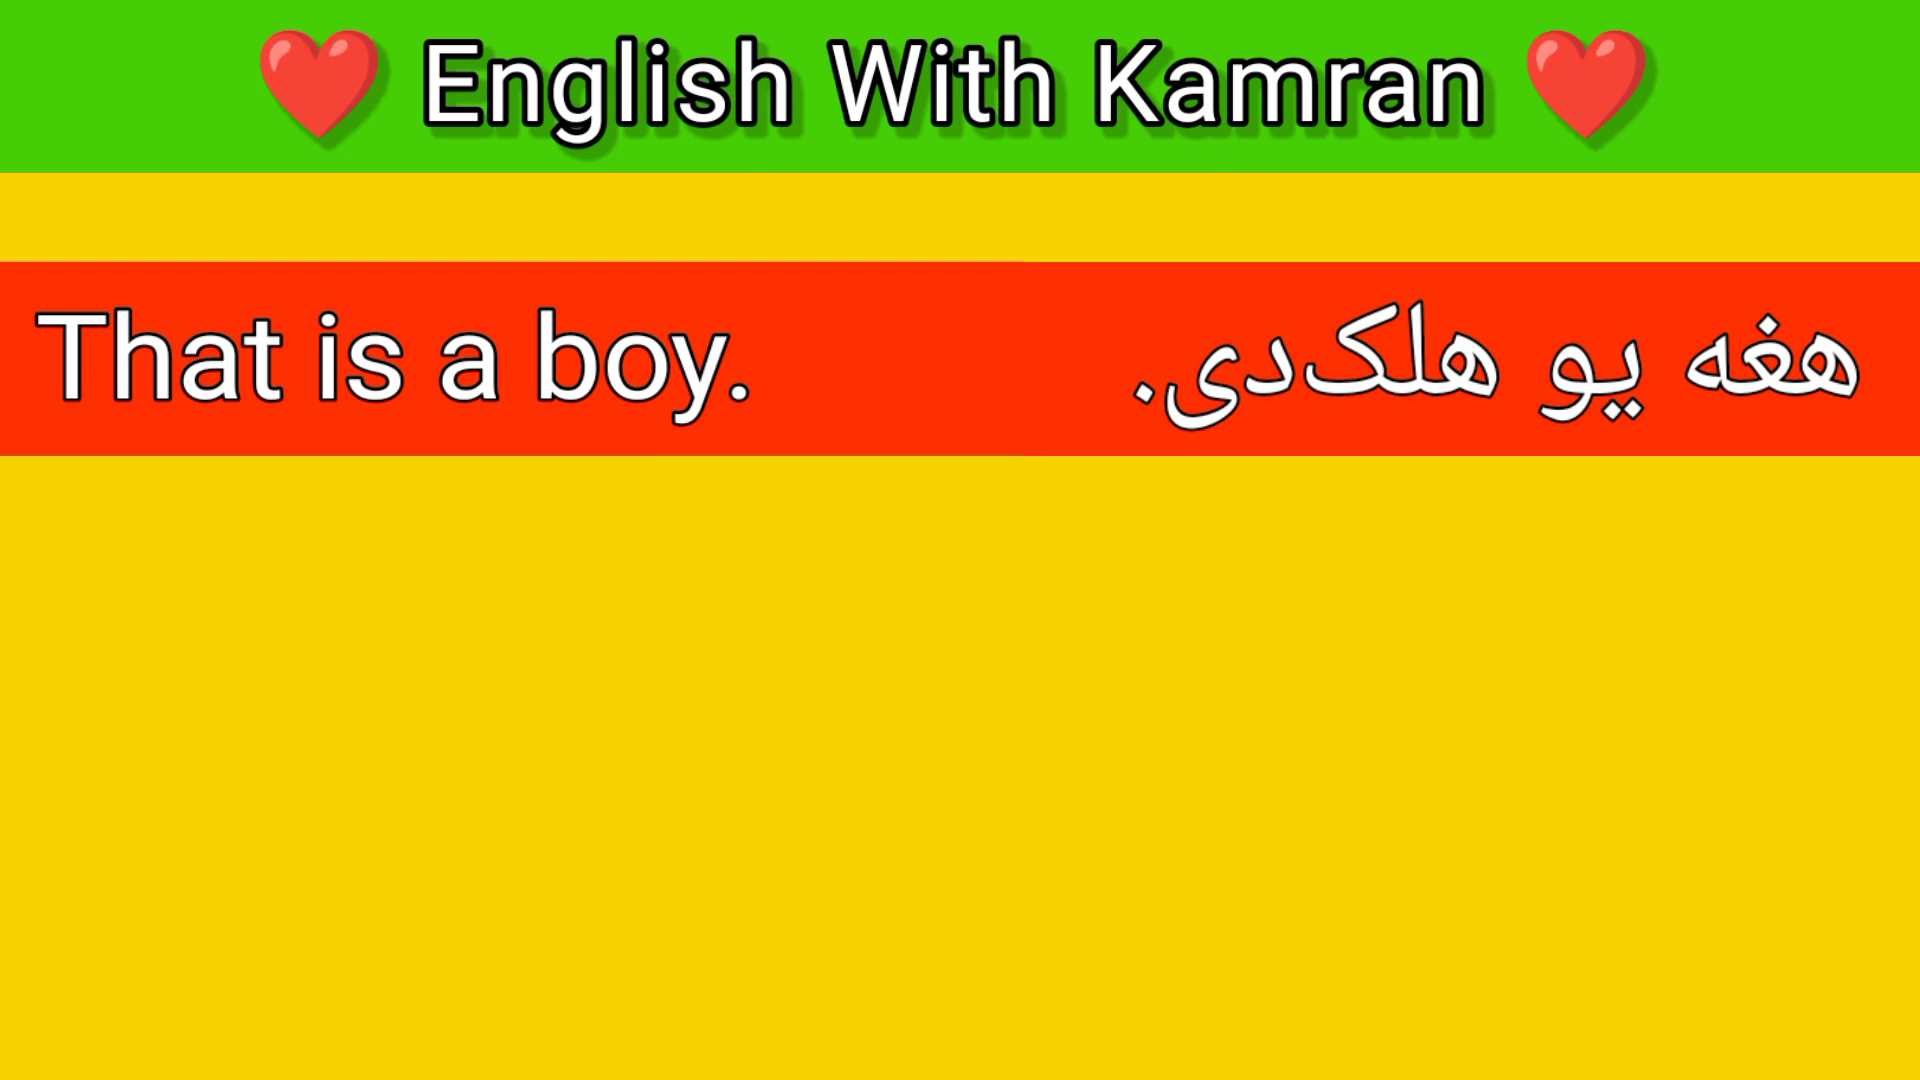 ❤️ English With Kamran ❤️
That is a boy.
هغه یو هلک‌دی.